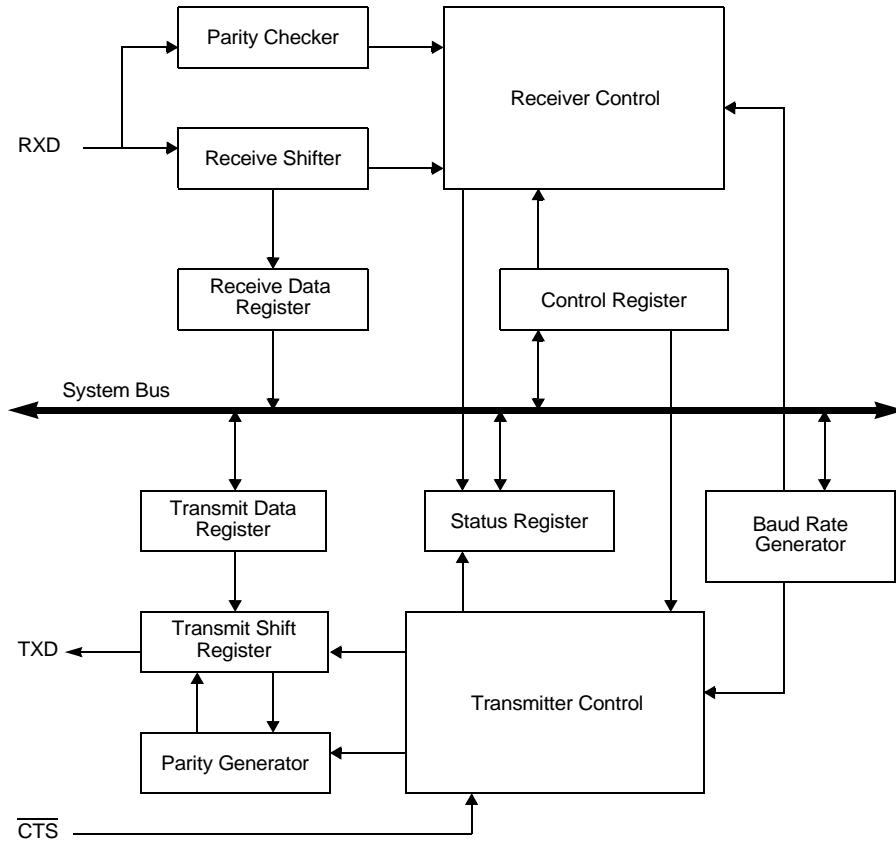 Parity Checker
Receiver Control
RXD
Receive Shifter
Receive Data
Register
Control Register
System Bus
Transmit Data
Register
Status Register
Baud Rate
Generator
TXD
Transmit Shift
Register
Transmitter Control
Parity Generator
C̅T̅S̅